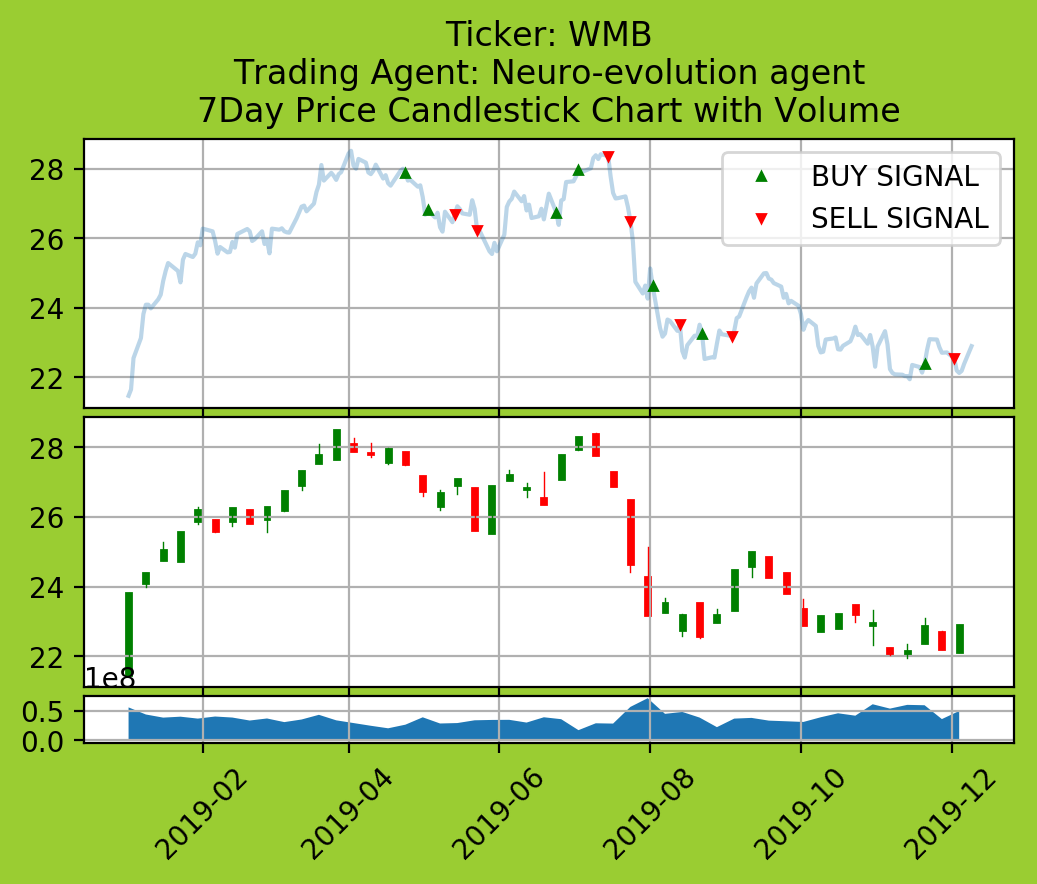 Ticker: WMB
Trading Agent: Neuro-evolution agent
7Day Price Candlestick Chart with Volume
28
26
24
22
BUY SIGNAL
SELL SIGNAL
28
26
24
22
1e8
0.5
0.0
2019-02
2019-04
2019-06
2019-08
2019-10
2019-12